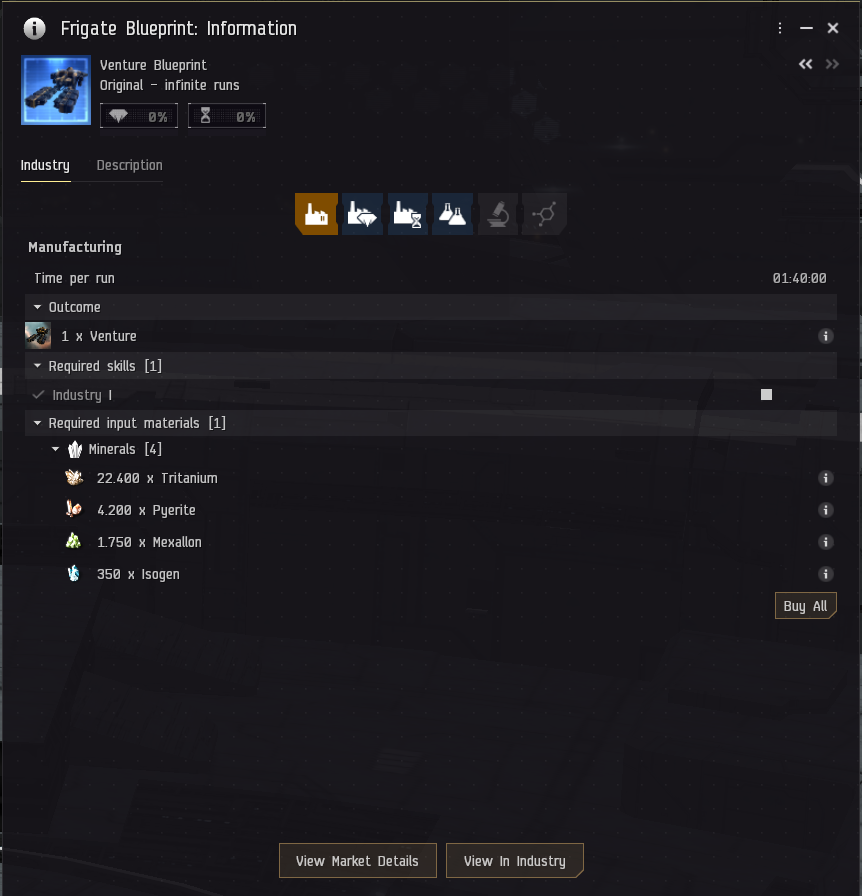 Frigate Blueprint: Information
Venture Blueprint
Original - infinite runs
0% 0%
Industry Description
Manufacturing
Time per run 01:40:00
Outcome
1 x Venture
Required skills [1]
Industry I
Required input materials [1]
Minerals [4]
22.400 x Tritanium
4.200 x Pyerite
1.750 x Mexallon
350 x Isogen
Buy All
View Market Details View In Industry